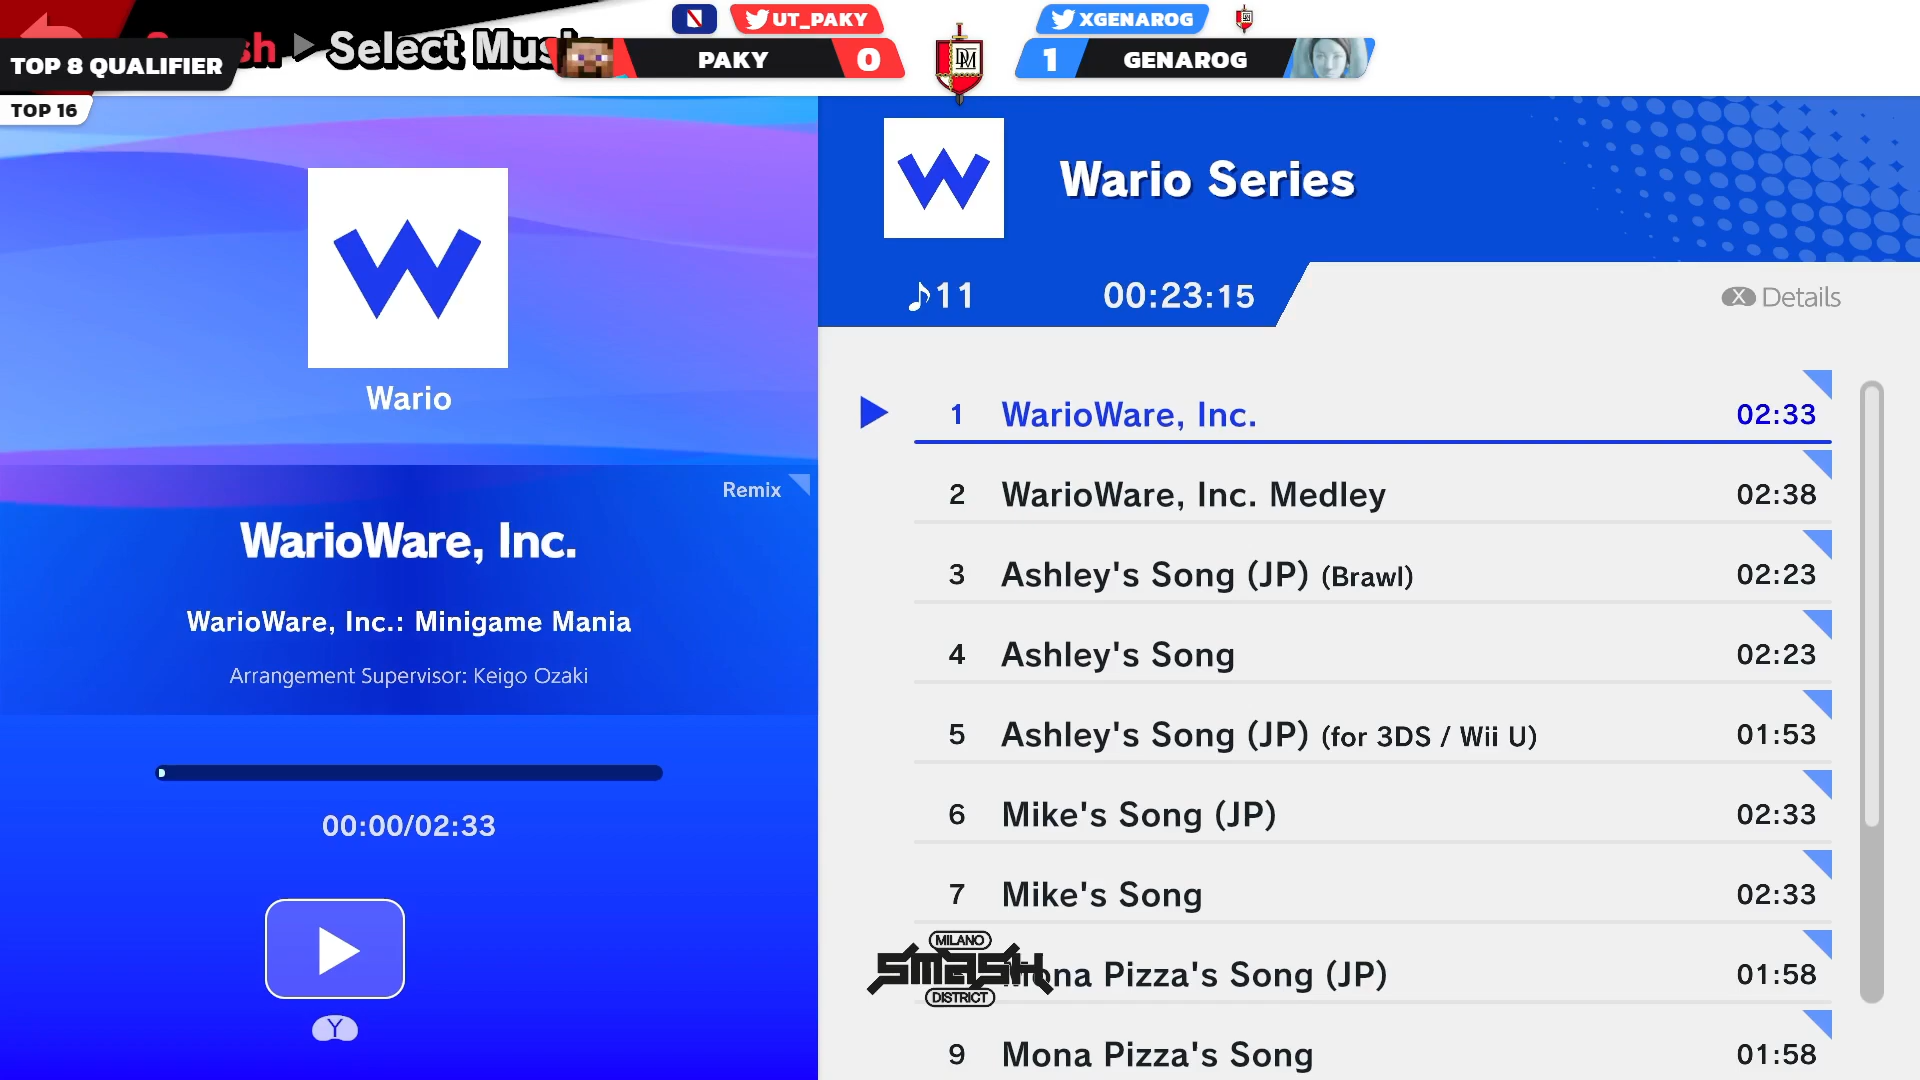 UT_PAKY
XGENAROG
Select Mus
TOP 8 QUALIFIER
PAKY
0
DM
1
GENAROG
TOP 16
W
Wario
Remix
WarioWare, Inc.
WarioWare, Inc.: Minigame Mania
Arrangement Supervisor: Keigo Ozaki
00:00/02:33
Y
W
Wario Series
♪11
00:23:15
X Details
1 WarioWare, Inc. 02:33
2 WarioWare, Inc. Medley 02:38
3 Ashley's Song (JP) (Brawl) 02:23
4 Ashley's Song 02:23
5 Ashley's Song (JP) (for 3DS / Wii U) 01:53
6 Mike's Song (JP) 02:33
7 Mike's Song 02:33
MILANO
SMASH
DISTRICT
Mona Pizza's Song (JP) 01:58
9 Mona Pizza's Song 01:58